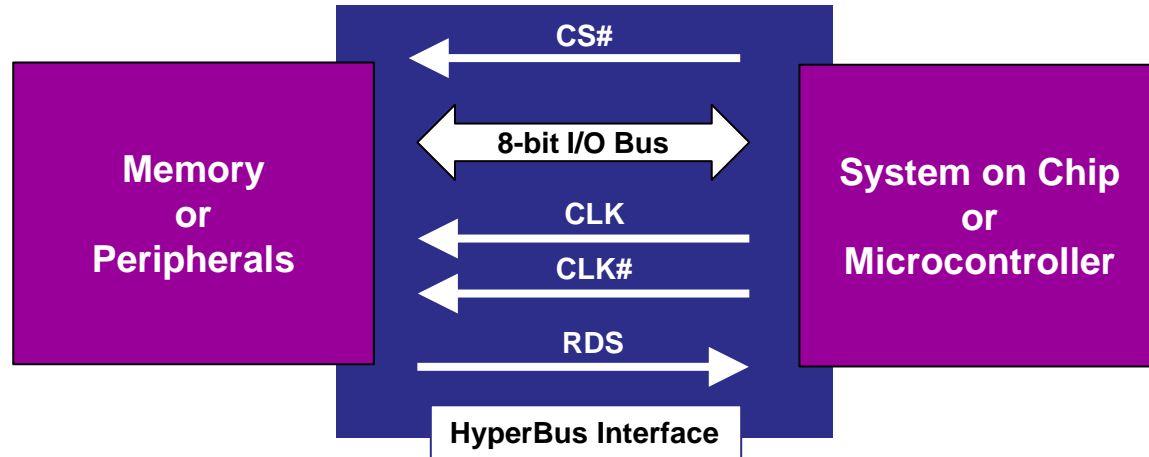 CS#
8-bit I/O Bus
Memory
or
Peripherals
System on Chip
or
Microcontroller
CLK
CLK#
RDS
HyperBus Interface